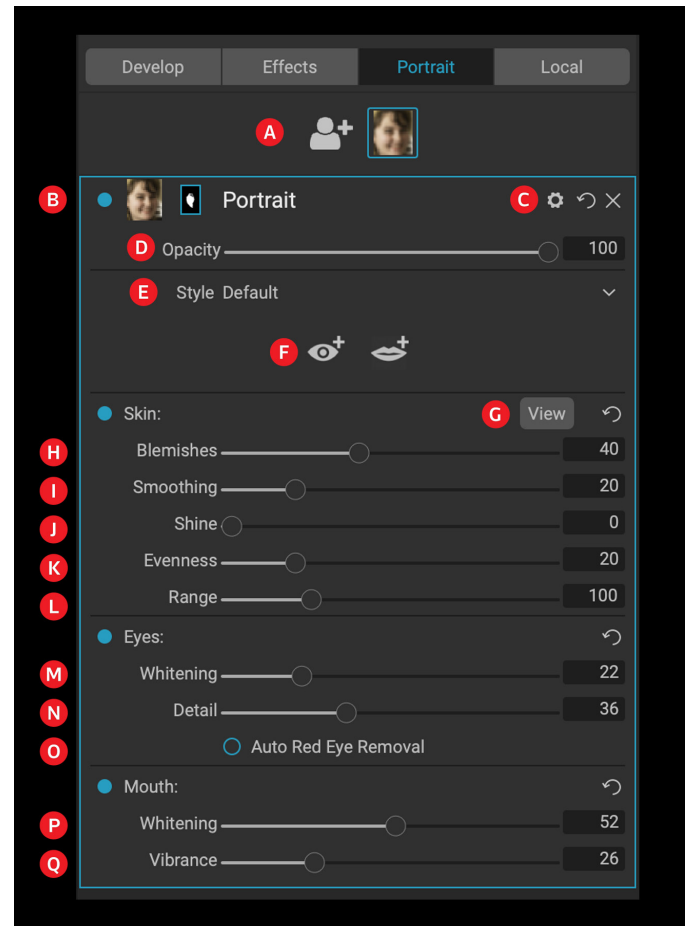 Develop Effects Portrait Local
A
B Portrait C
D Opacity 100
E Style Default
F
Skin: G View
H Blemishes 40
I Smoothing 20
J Shine 0
K Evenness 20
L Range 100
Eyes:
M Whitening 22
N Detail 36
O Auto Red Eye Removal
Mouth:
P Whitening 52
Q Vibrance 26